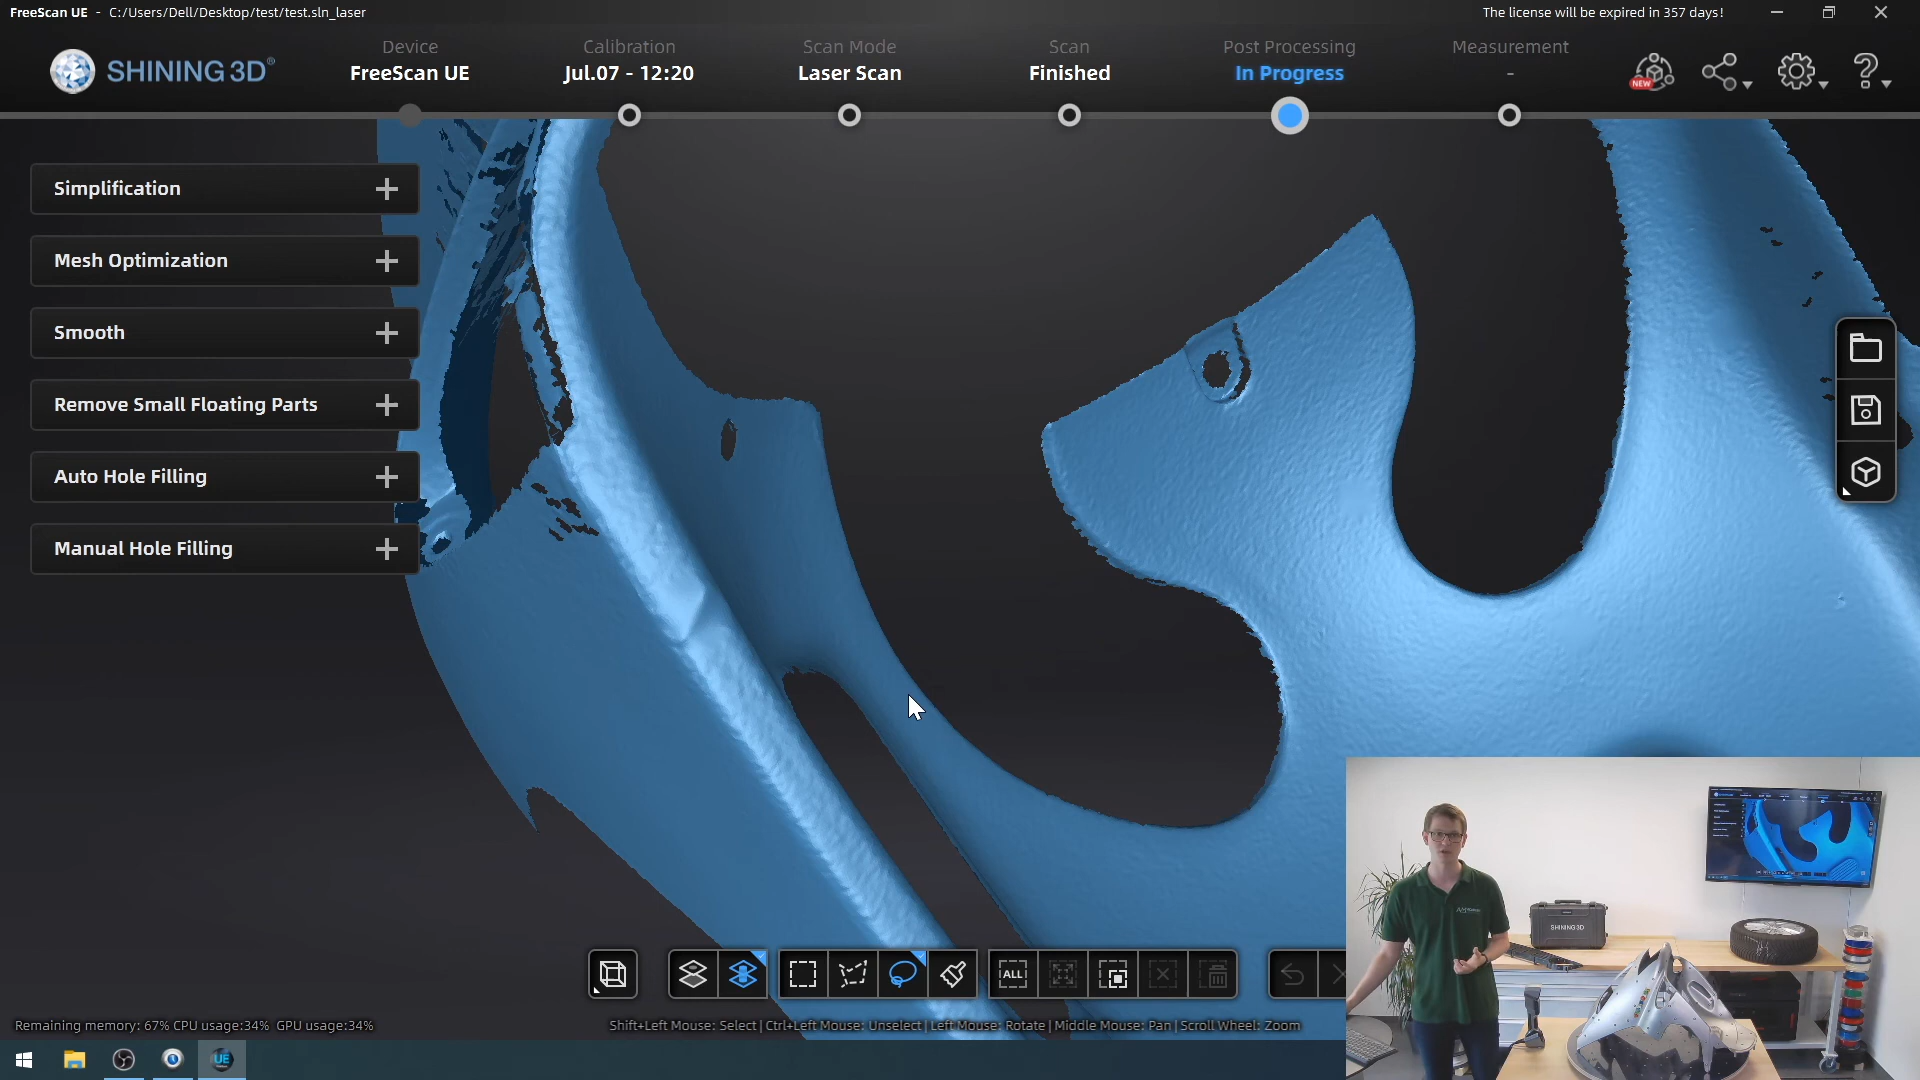 FreeScan UE - C:/Users/Dell/Desktop/test/test.sln_laser
The license will be expired in 357 days!
SHINING 3D®
Device
FreeScan UE
Calibration
Jul.07 - 12:20
Scan Mode
Laser Scan
Scan
Finished
Post Processing
In Progress
Measurement
-
NEW
Simplification
Mesh Optimization
Smooth
Remove Small Floating Parts
Auto Hole Filling
Manual Hole Filling
ALL
Remaining memory: 67% CPU usage:34% GPU usage:34%
Shift+Left Mouse: Select | Ctrl+Left Mouse: Unselect | Left Mouse: Rotate | Middle Mouse: Pan | Scroll Wheel: Zoom
UE
SHINING 3D